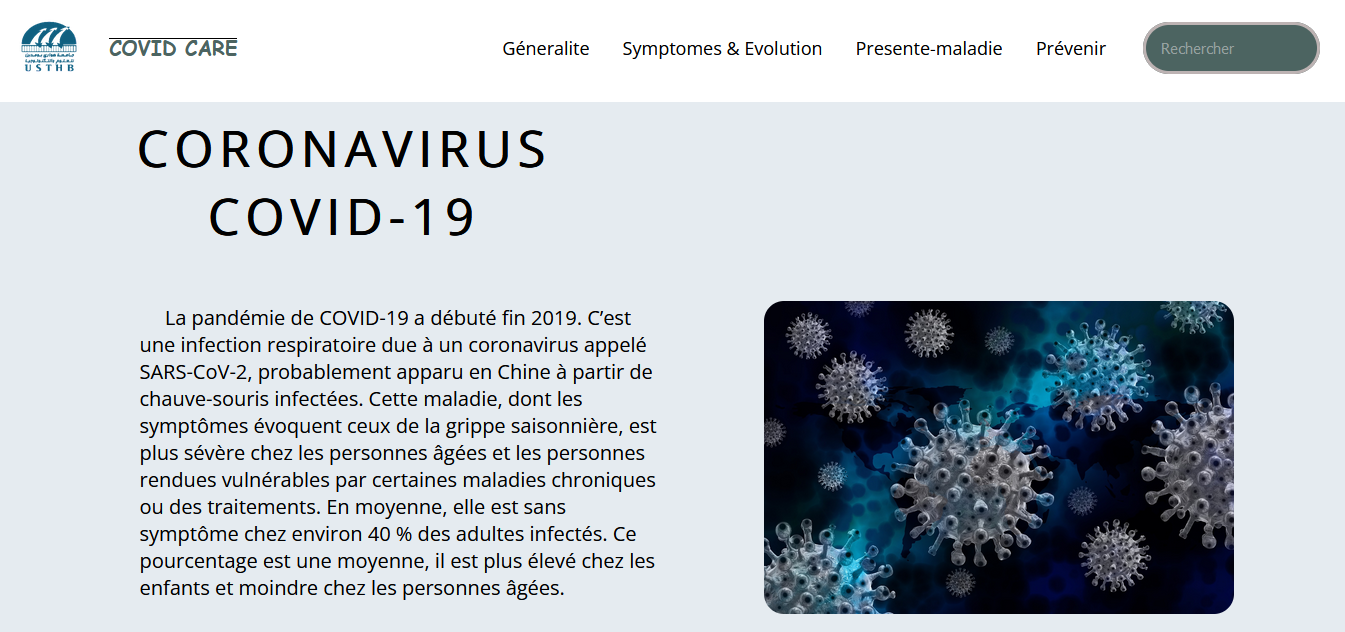 USTHB
COVID CARE
Géneralite
Symptomes & Evolution
Presente-maladie
Prévenir
Rechercher
CORONAVIRUS
COVID-19
La pandémie de COVID-19 a débuté fin 2019. C’est
une infection respiratoire due à un coronavirus appelé
SARS-CoV-2, probablement apparu en Chine à partir de
chauve-souris infectées. Cette maladie, dont les
symptômes évoquent ceux de la grippe saisonnière, est
plus sévère chez les personnes âgées et les personnes
rendues vulnérables par certaines maladies chroniques
ou des traitements. En moyenne, elle est sans
symptôme chez environ 40 % des adultes infectés. Ce
pourcentage est une moyenne, il est plus élevé chez les
enfants et moindre chez les personnes âgées.